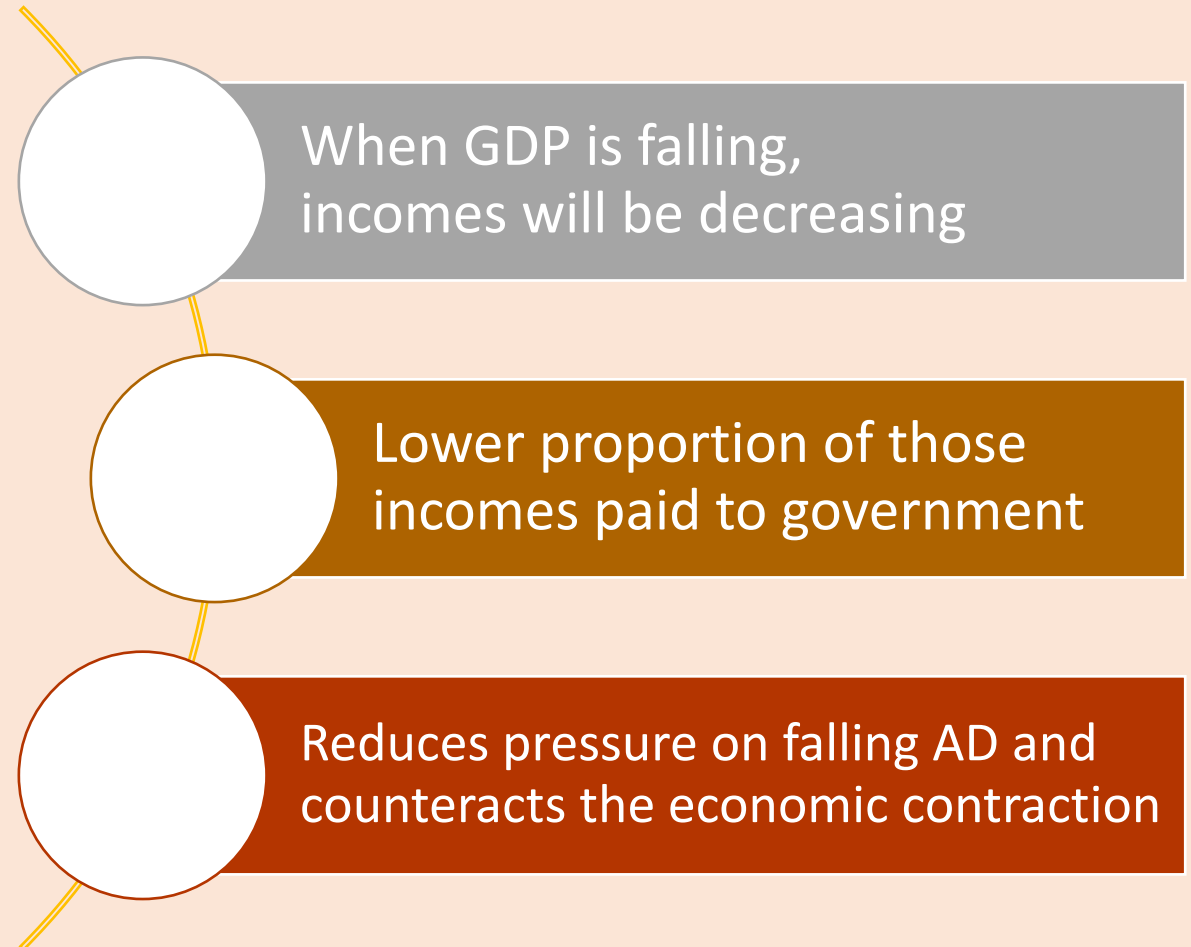 When GDP is falling,
incomes will be decreasing
Lower proportion of those
incomes paid to government
Reduces pressure on falling AD and
counteracts the economic contraction